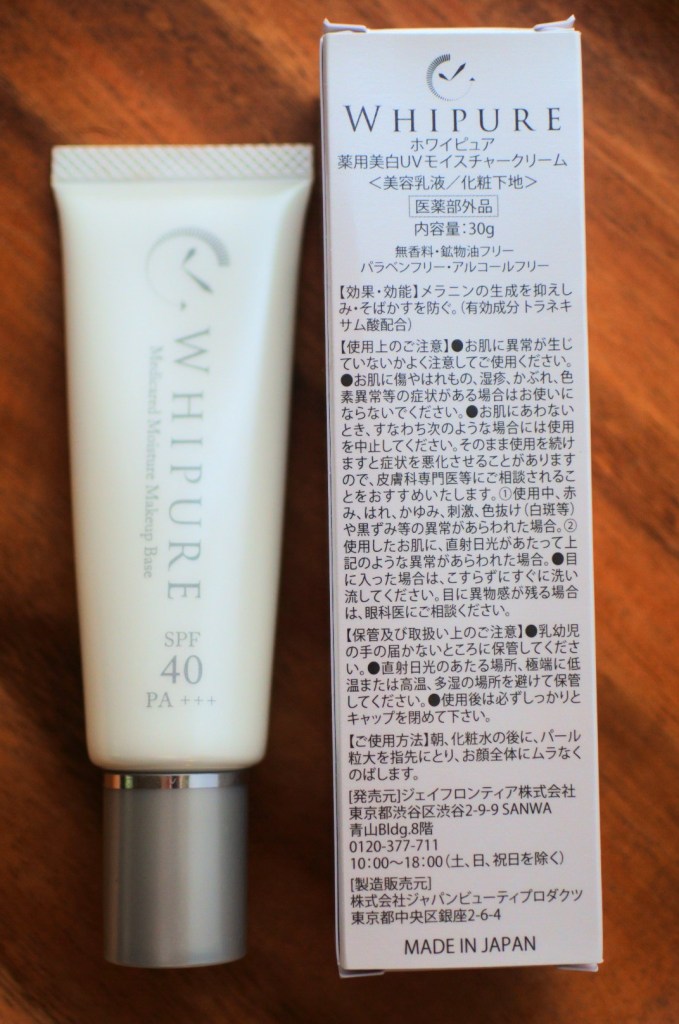 WHIPURE
Medicated Moisture Makeup Base
SPF
40
PA +++
WHIPURE
ホワイピュア
薬用美白UVモイスチャークリーム
＜美容乳液／化粧下地＞
医薬部外品
内容量：30g
無香料・鉱物油フリー
パラベンフリー・アルコールフリー
【効果・効能】メラニンの生成を抑えし
み・そばかすを防ぐ。（有効成分 トラネキ
サム酸配合）
【使用上のご注意】●お肌に異常が生じ
ていないかよく注意してご使用ください。
●お肌に傷やはれもの、湿疹、かぶれ、色
素異常等の症状がある場合はお使いに
ならないでください。●お肌にあわない
とき、すなわち次のような場合には使用
を中止してください。そのまま使用を続け
ますと症状を悪化させることがあります
ので、皮膚科専門医等にご相談されるこ
とをおすすめいたします。①使用中、赤
み、はれ、かゆみ、刺激、色抜け（白斑等）
や黒ずみ等の異常があらわれた場合。②
使用したお肌に、直射日光があたって上
記のような異常があらわれた場合。●目
に入った場合は、こすらずにすぐに洗い
流してください。目に異物感が残る場合
は、眼科医にご相談ください。
【保管及び取扱い上のご注意】●乳幼児
の手の届かないところに保管してくださ
い。●直射日光のあたる場所、極端に低
温または高温、多湿の場所を避けて保管
してください。●使用後は必ずしっかりと
キャップを閉めて下さい。
【ご使用方法】朝、化粧水の後に、パール
粒大を指先にとり、お顔全体にムラなく
のばします。
[発売元]ジェイフロンティア株式会社
東京都渋谷区渋谷2-9-9 SANWA
青山Bldg.8階
0120-377-711
10：00～18：00（土、日、祝日を除く）
[製造販売元]
株式会社ジャパンビューティプロダクツ
東京都中央区銀座2-6-4
MADE IN JAPAN